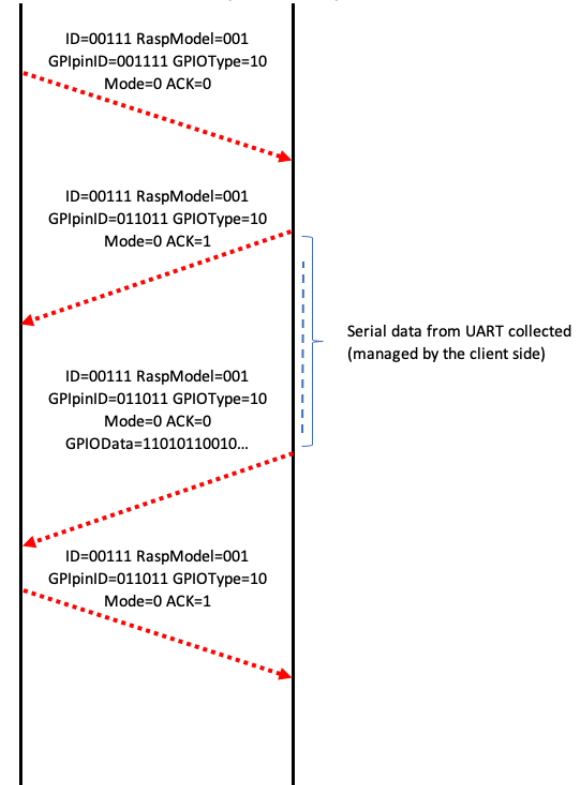 ID=00111 RaspModel=001
GPIpinID=001111 GPIOType=10
Mode=0 ACK=0
ID=00111 RaspModel=001
GPIpinID=011011 GPIOType=10
Mode=0 ACK=1
Serial data from UART collected
(managed by the client side)
ID=00111 RaspModel=001
GPIpinID=011011 GPIOType=10
Mode=0 ACK=0
GPIOData=11010110010...
ID=00111 RaspModel=001
GPIpinID=011011 GPIOType=10
Mode=0 ACK=1